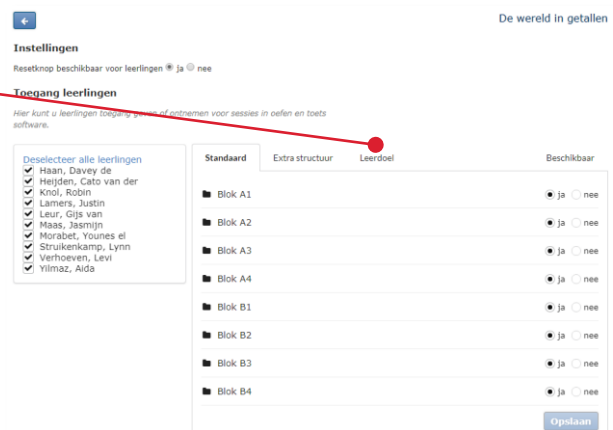 De wereld in getallen
Instellingen
Resetknop beschikbaar voor leerlingen ja nee
Toegang leerlingen
Hier kunt u leerlingen toegang geven of ontnemen voor sessies in oefen en toets
software.
Deselecteer alle leerlingen
Haan, Davey de
Heijden, Cato van der
Knol, Robin
Lamers, Justin
Leur, Gijs van
Maas, Jasmijn
Morabet, Younes el
Struikenkamp, Lynn
Verhoeven, Levi
Yilmaz, Aida
Standaard Extra structuur Leerdoel Beschikbaar
Blok A1 ja nee
Blok A2 ja nee
Blok A3 ja nee
Blok A4 ja nee
Blok B1 ja nee
Blok B2 ja nee
Blok B3 ja nee
Blok B4 ja nee
Opslaan